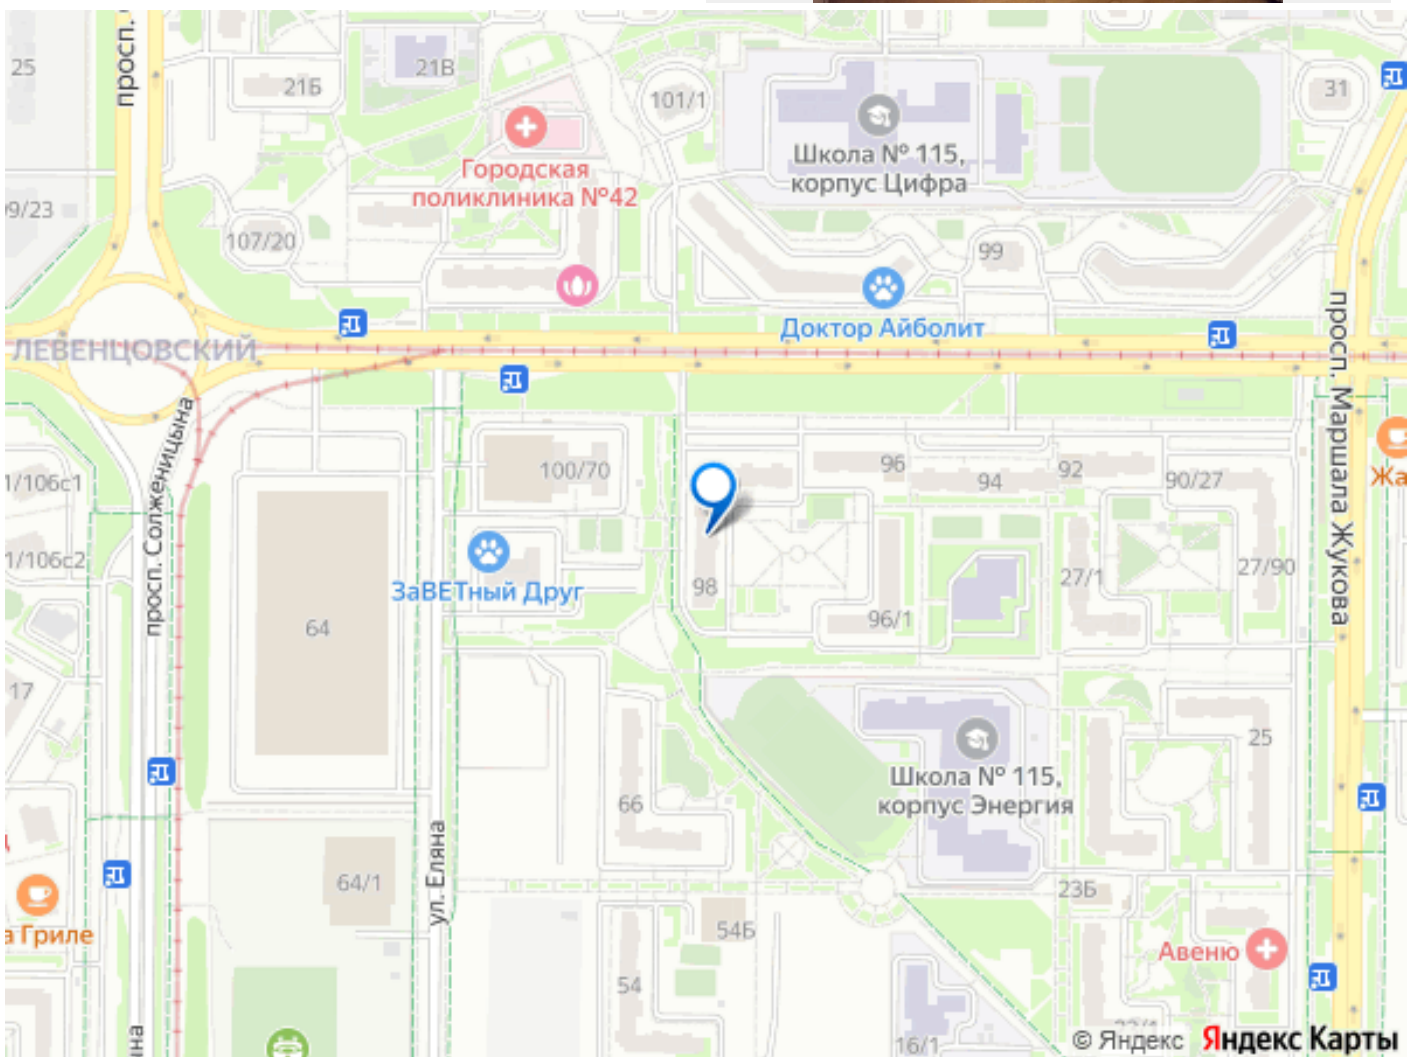 просп.
25
21Б
21В
101/1
31
Школа № 115,
корпус Цифра
Городская
поликлиника №42
9/23
107/20
99
Доктор Айболит
ЛЕВЕНЦОВСКИЙ
просп. Маршала Жукова
просп. Солженицына
1/106с1
100/70
96
94
92
90/27
Жа
1/106с2
ЗаВЕТный Друг
98
96/1
27/1
27/90
64
17
25
Школа № 115,
корпус Энергия
66
64/1
ул. Еляна
23Б
а Гриле
54Б
Авеню
54
16/1
на
© Яндекс Яндекс Карты